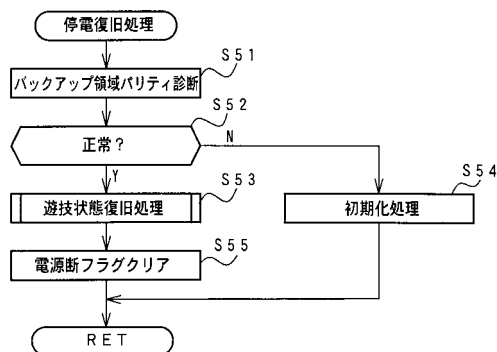 停電復旧処理
S51
バックアップ領域パリティ診断
S52
正常?
N
Y
S53
遊技状態復旧処理
S54
初期化処理
S55
電源断フラグクリア
RET